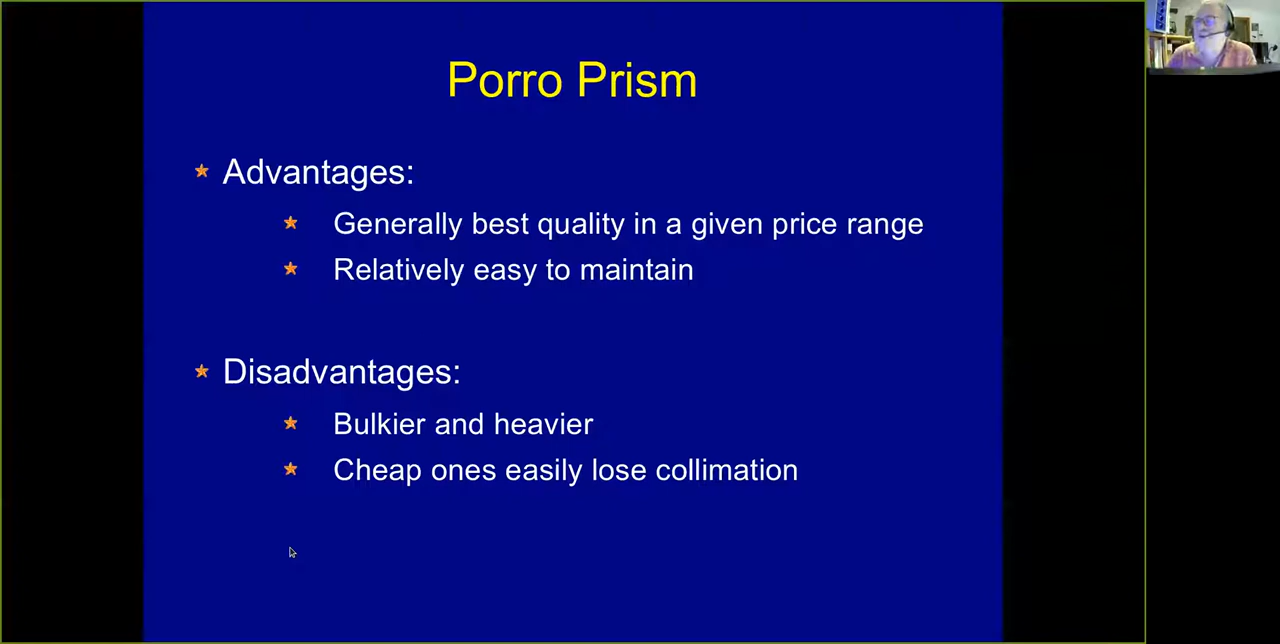 Porro Prism
Advantages:
Generally best quality in a given price range
Relatively easy to maintain
Disadvantages:
Bulkier and heavier
Cheap ones easily lose collimation